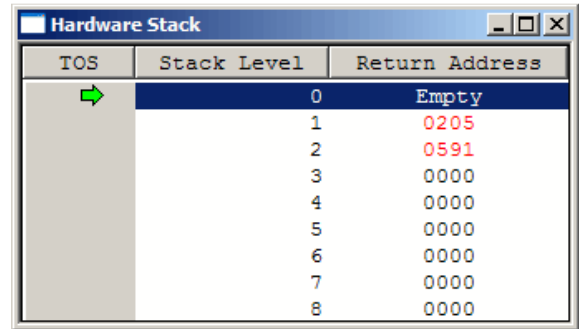 Hardware Stack
TOS Stack Level Return Address
0 Empty
1 0205
2 0591
3 0000
4 0000
5 0000
6 0000
7 0000
8 0000